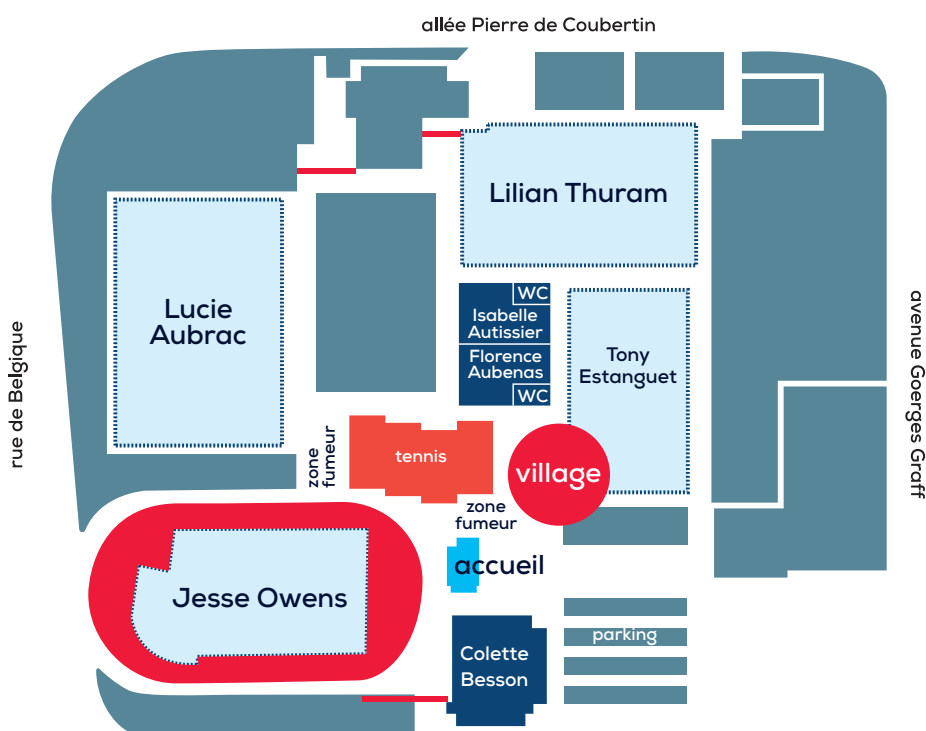 allée Pierre de Coubertin
Lilian Thuram
WC
Isabelle
Autissier
Florence
Aubenas
WC
Lucie
Aubrac
Tony
Estanguet
rue de Belgique
avenue Goerges Graff
zone
fumeur
tennis
village
zone
fumeur
accueil
Jesse Owens
parking
Colette
Besson